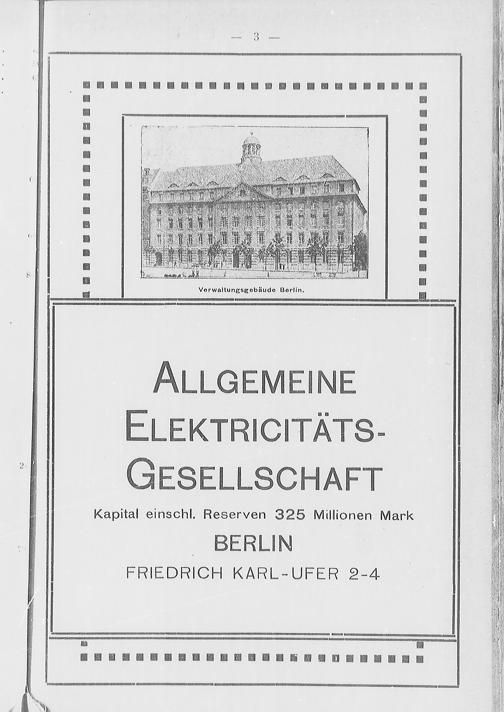 — 3 —
Verwaltungsgebäude Berlin.
ALLGEMEINE
ELEKTRICITÄTS-
GESELLSCHAFT
Kapital einschl. Reserven 325 Millionen Mark
BERLIN
FRIEDRICH KARL-UFER 2-4